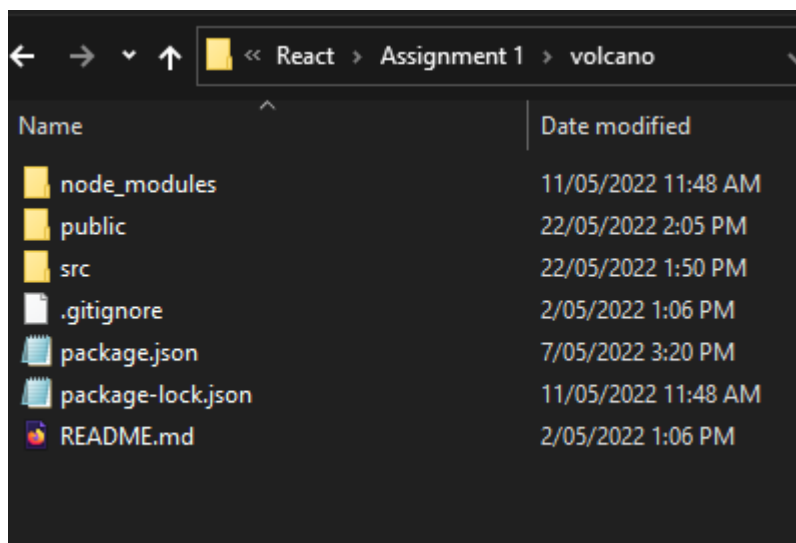 « React > Assignment 1 > volcano
Name Date modified
node_modules 11/05/2022 11:48 AM
public 22/05/2022 2:05 PM
src 22/05/2022 1:50 PM
.gitignore 2/05/2022 1:06 PM
package.json 7/05/2022 3:20 PM
package-lock.json 11/05/2022 11:48 AM
README.md 2/05/2022 1:06 PM